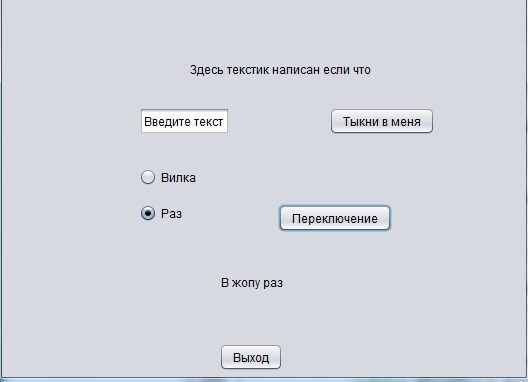 Здесь текстик написан если что
Введите текст
Тыкни в меня
Вилка
Раз
Переключение
В жопу раз
Выход